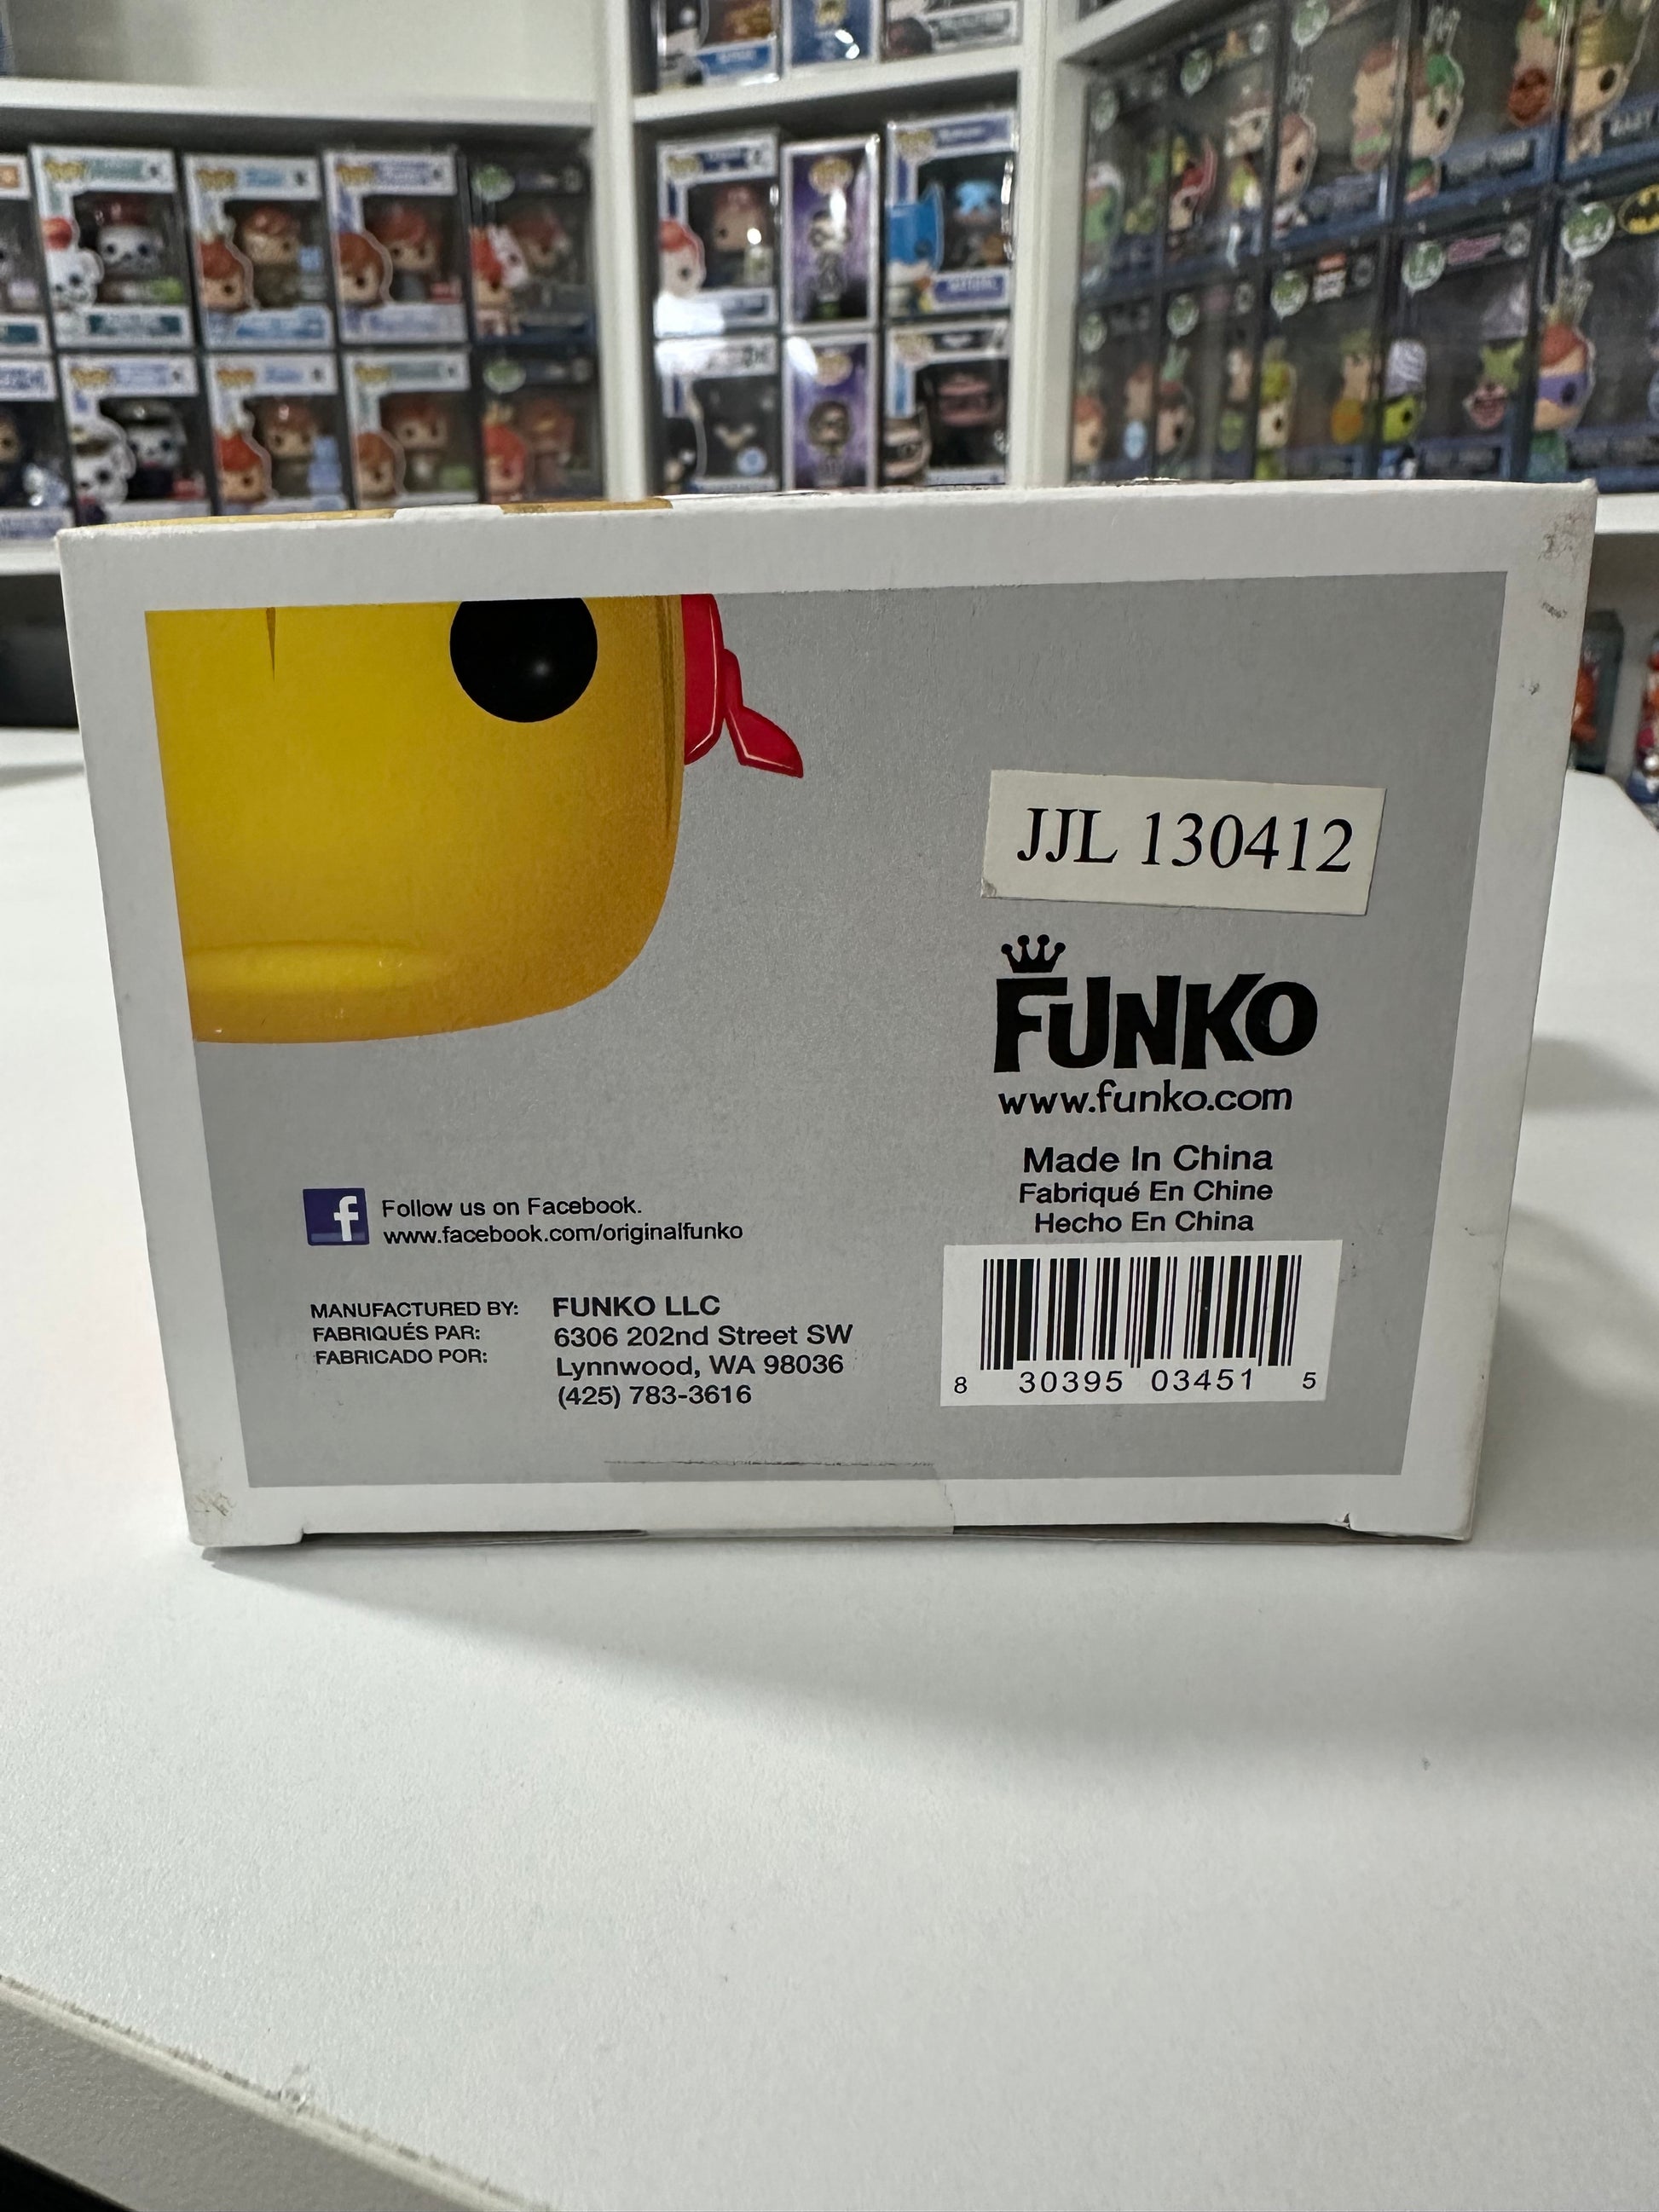 JJL 130412
FUNKO
www.funko.com
Made In China
Fabriqué En Chine
Hecho En China
f
Follow us on Facebook.
www.facebook.com/originalfunko
MANUFACTURED BY:
FABRIQUÉS PAR:
FABRICADO POR:
FUNKO LLC
6306 202nd Street SW
Lynnwood, WA 98036
(425) 783-3616
8 30395 03451 5